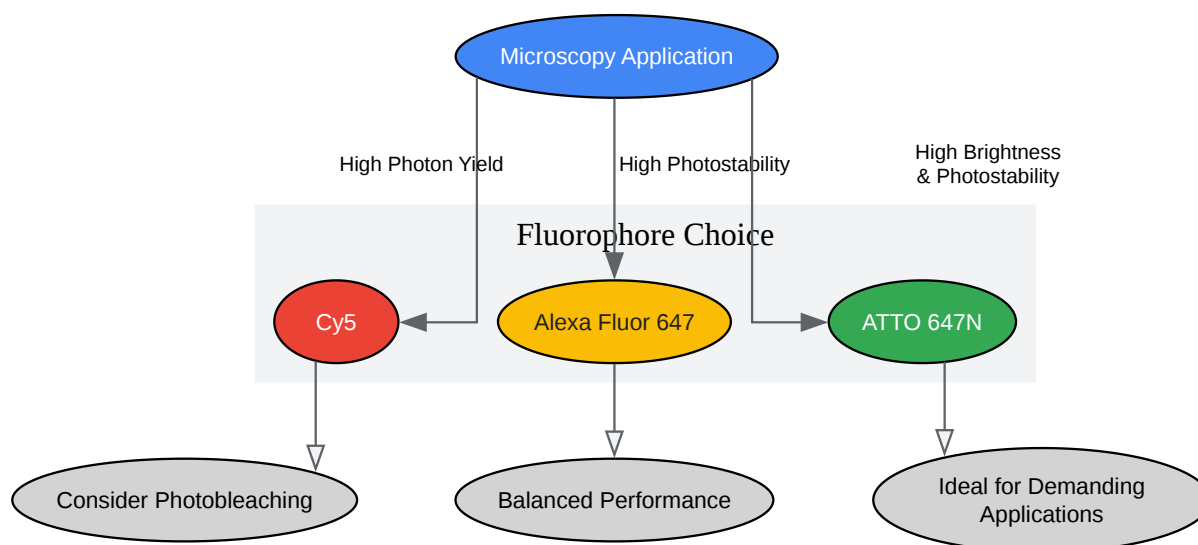 Microscopy Application
High Photon Yield
High Photostability
High Brightness
& Photostability
Fluorophore Choice
Cy5
Alexa Fluor 647
ATTO 647N
Consider Photobleaching
Balanced Performance
Ideal for Demanding
Applications